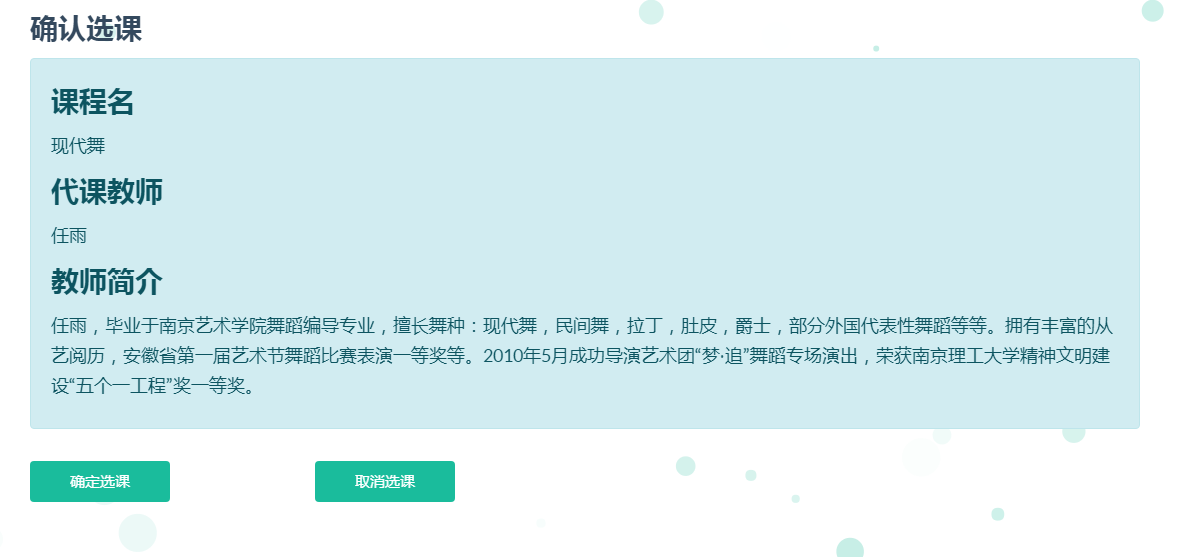 确认选课
课程名
现代舞
代课教师
任雨
教师简介
任雨，毕业于南京艺术学院舞蹈编导专业，擅长舞种：现代舞，民间舞，拉丁，肚皮，爵士，部分外国代表性舞蹈等等。拥有丰富的从
艺阅历，安徽省第一届艺术节舞蹈比赛表演一等奖等。2010年5月成功导演艺术团“梦·追”舞蹈专场演出，荣获南京理工大学精神文明建
设“五个一工程”奖一等奖。
确定选课
取消选课